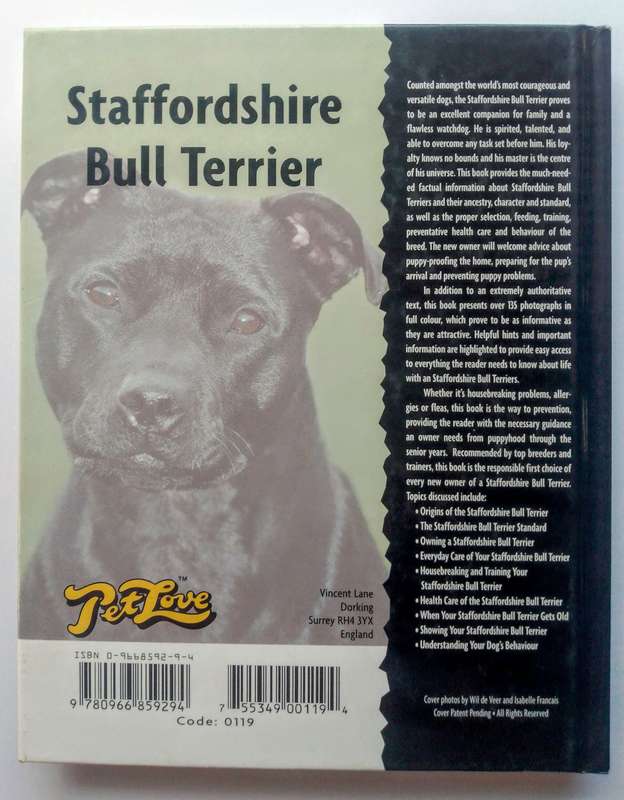 Staffordshire
Bull Terrier
PetLove™
Vincent Lane
Dorking
Surrey RH4 3YX
England
ISBN 0-9668592-9-4
9 780966 859294
7 55349 00119 4
Code: 0119
Counted amongst the world's most courageous and
versatile dogs, the Staffordshire Bull Terrier proves
to be an excellent companion for family and a
flawless watchdog. He is spirited, talented, and
able to overcome any task set before him. His loy-
alty knows no bounds and his master is the centre
of his universe. This book provides the much-need-
ed factual information about Staffordshire Bull
Terriers and their ancestry, character and standard,
as well as the proper selection, feeding, training,
preventative health care and behaviour of the
breed. The new owner will welcome advice about
puppy-proofing the home, preparing for the pup's
arrival and preventing puppy problems.
In addition to an extremely authoritative
text, this book presents over 135 photographs in
full colour, which prove to be as informative as
they are attractive. Helpful hints and important
information are highlighted to provide easy access
to everything the reader needs to know about life
with an Staffordshire Bull Terriers.
Whether it's housebreaking problems, aller-
gies or fleas, this book is the way to prevention,
providing the reader with the necessary guidance
an owner needs from puppyhood through the
senior years. Recommended by top breeders and
trainers, this book is the responsible first choice of
every new owner of a Staffordshire Bull Terrier.
Topics discussed include:
• Origins of the Staffordshire Bull Terrier
• The Staffordshire Bull Terrier Standard
• Owning a Staffordshire Bull Terrier
• Everyday Care of Your Staffordshire Bull Terrier
• Housebreaking and Training Your
Staffordshire Bull Terrier
• Health Care of the Staffordshire Bull Terrier
• When Your Staffordshire Bull Terrier Gets Old
• Showing Your Staffordshire Bull Terrier
• Understanding Your Dog's Behaviour
Cover photos by Wil de Veer and Isabelle Francais
Cover Patent Pending • All Rights Reserved